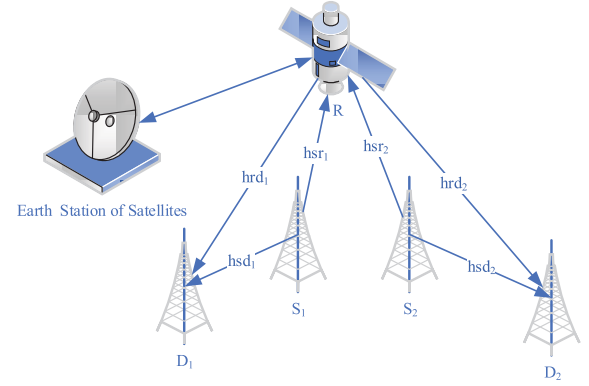 R
hsr₁
hsr₂
hrd₁
hrd₂
Earth Station of Satellites
hsd₁
hsd₂
S₁
S₂
D₁
D₂